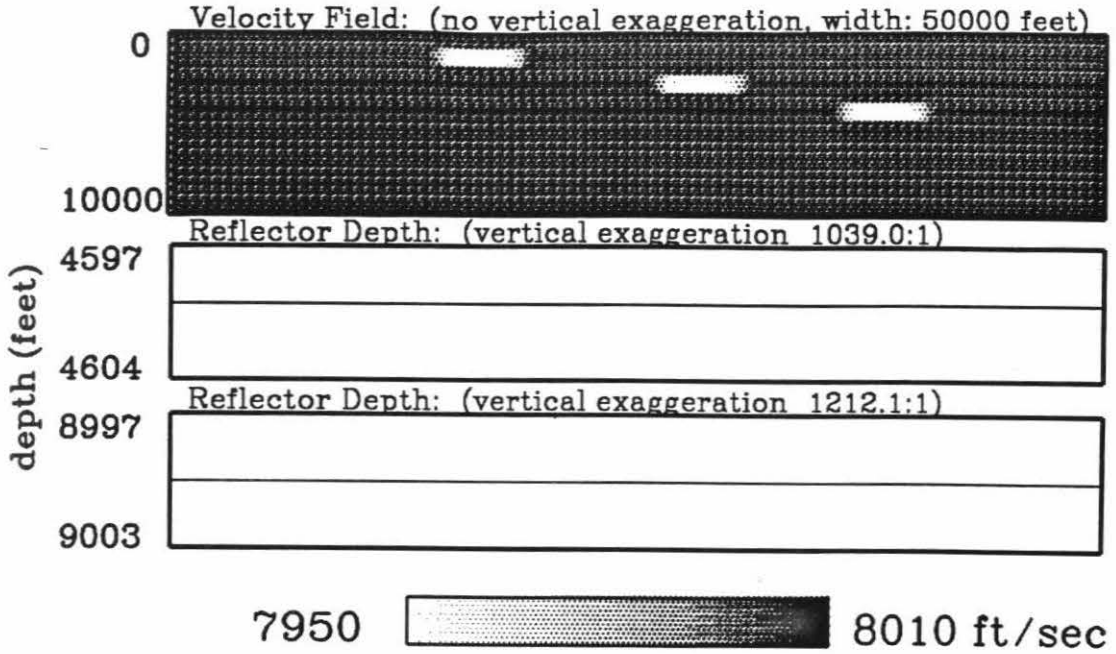 Velocity Field: (no vertical exaggeration, width: 50000 feet)
0
10000
Reflector Depth: (vertical exaggeration 1039.0:1)
4597
4604
depth (feet)
Reflector Depth: (vertical exaggeration 1212.1:1)
8997
9003
7950
8010 ft/sec